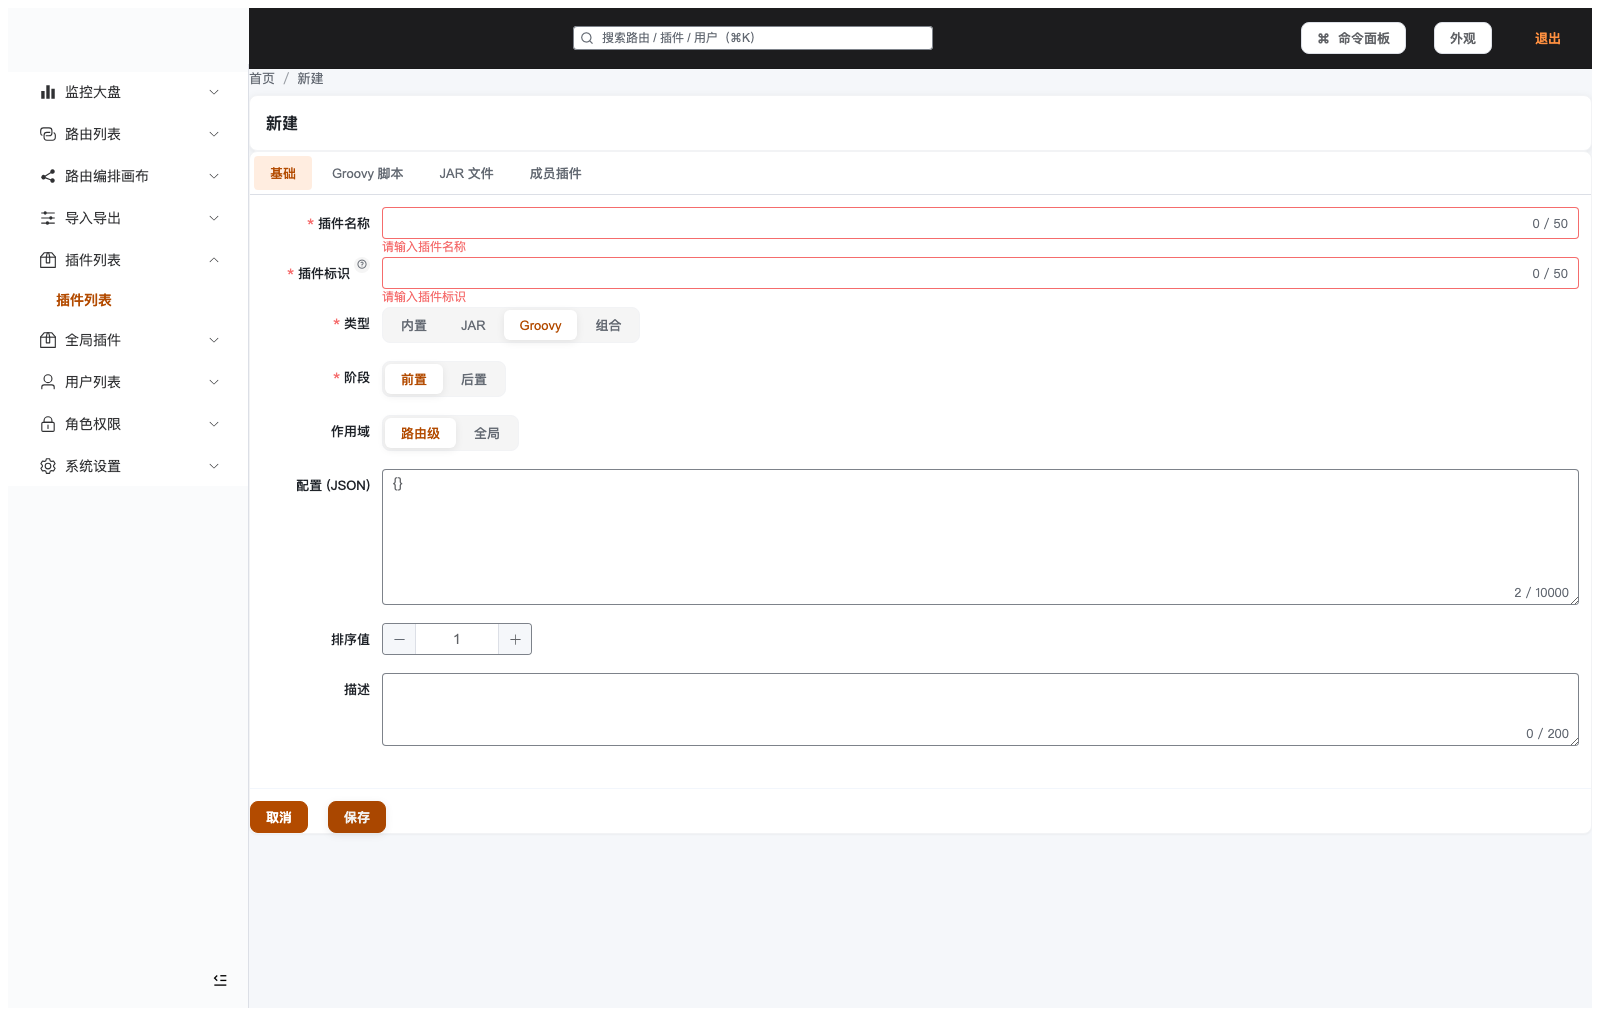 搜索路由 / 插件 / 用户（⌘K）
⌘ 命令面板
外观
退出
监控大盘
路由列表
路由编排画布
导入导出
插件列表
插件列表
全局插件
用户列表
角色权限
系统设置
首页 / 新建
新建
基础 Groovy 脚本 JAR 文件 成员插件
* 插件名称
0 / 50
请输入插件名称
* 插件标识
0 / 50
请输入插件标识
* 类型 内置 JAR Groovy 组合
* 阶段 前置 后置
作用域 路由级 全局
配置 (JSON) {}
2 / 10000
排序值 1
描述
0 / 200
取消 保存